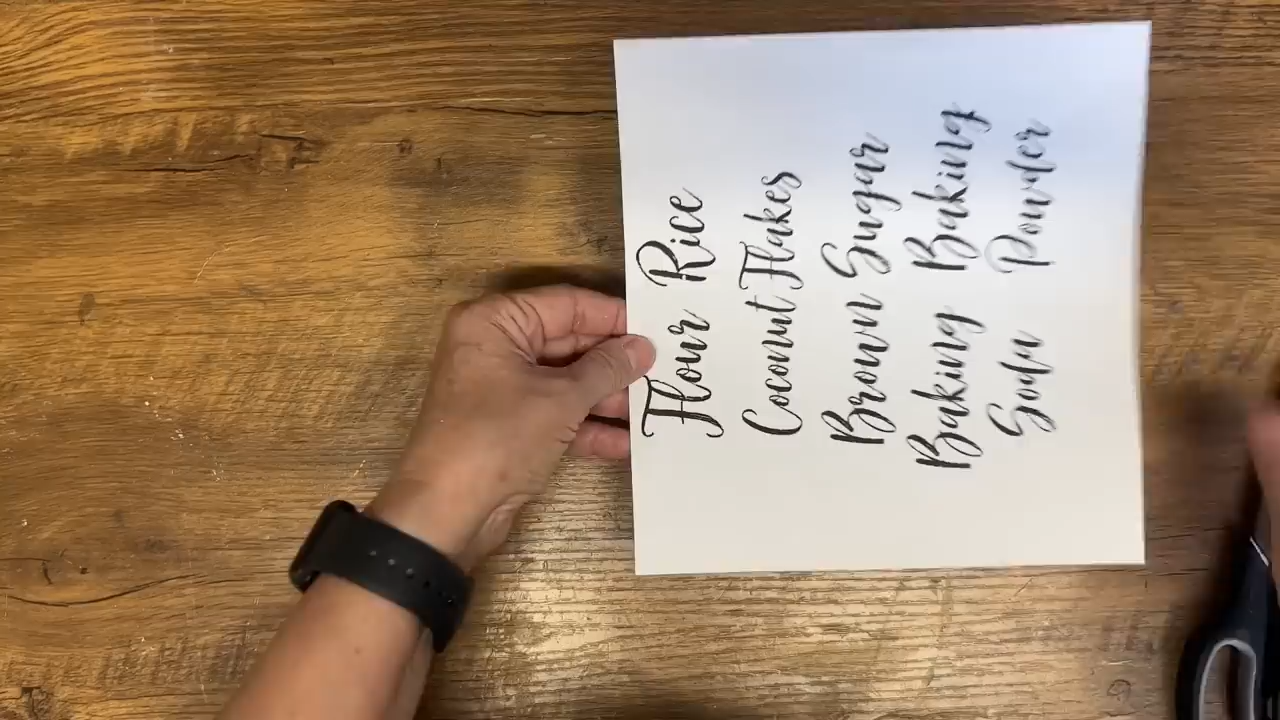 Flour Rice
Coconut Flakes
Brown Sugar
Baking Baking
Soda Powder